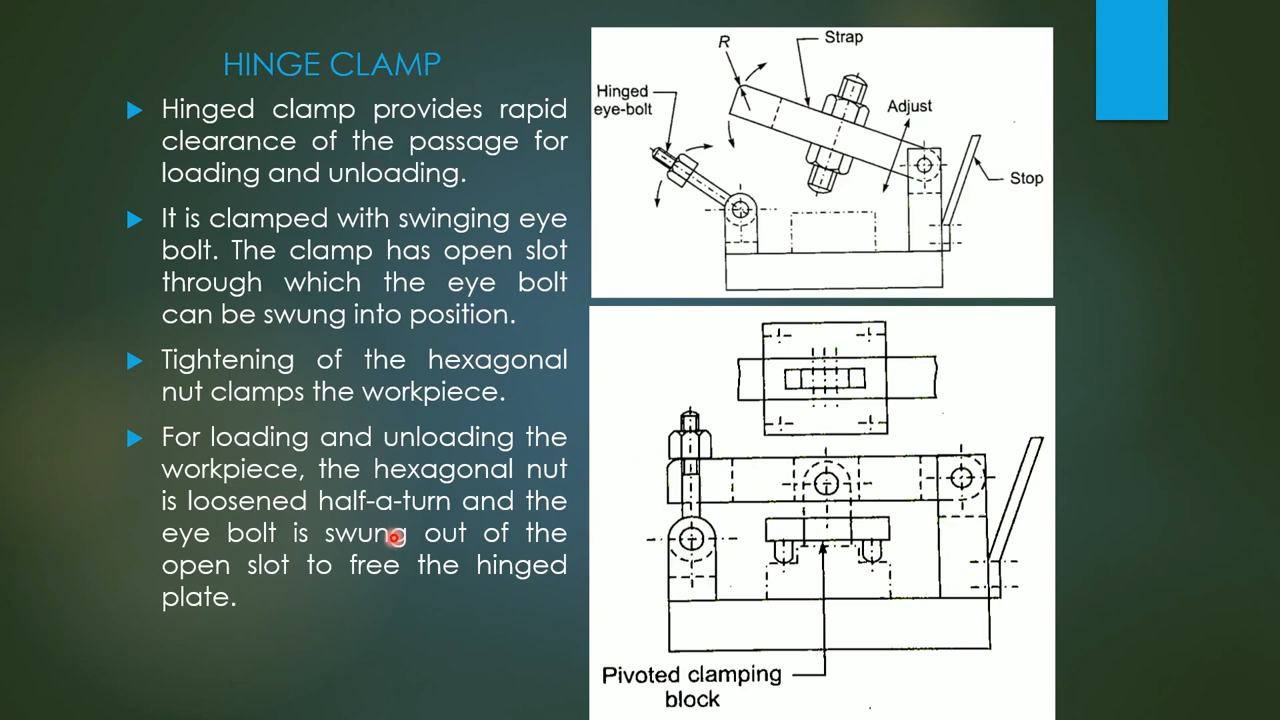 HINGE CLAMP
Hinged clamp provides rapid
clearance of the passage for
loading and unloading.
It is clamped with swinging eye
bolt. The clamp has open slot
through which the eye bolt
can be swung into position.
Tightening of the hexagonal
nut clamps the workpiece.
For loading and unloading the
workpiece, the hexagonal nut
is loosened half-a-turn and the
eye bolt is swung out of the
open slot to free the hinged
plate.
R
Strap
Hinged
eye-bolt
Adjust
Stop
Pivoted clamping
block